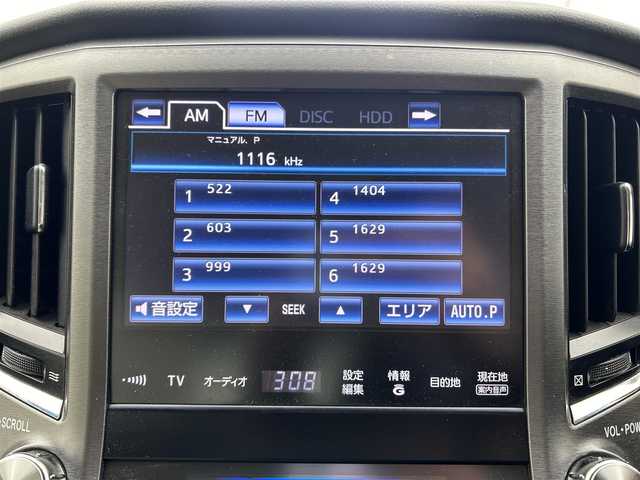 AM FM DISC HDD
マニュアル．P
1116 kHz
1 522
4 1404
2 603
5 1629
3 999
6 1629
音設定 ▼ SEEK ▲ エリア AUTO.P
TV オーディオ 308 設定編集 情報G 目的地 現在地 案内音声
SCROLL
VOL・POW